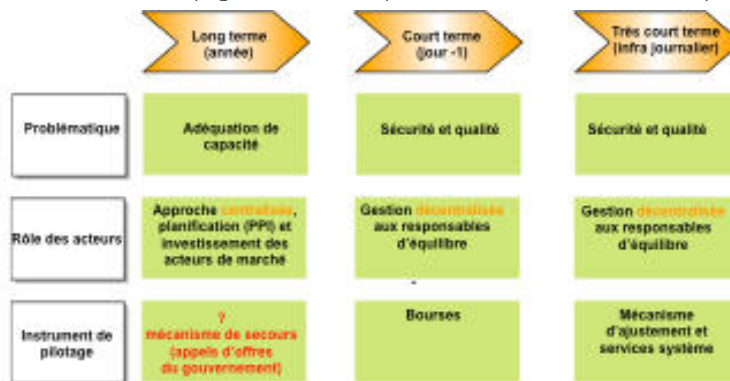 Long terme
(année)
Court terme
(jour -1)
Très court terme
(infra journalier)
Problématique
Adéquation de
capacité
Sécurité et qualité
Sécurité et qualité
Rôle des acteurs
Approche centralisée,
planification (PPI) et
investissement des
acteurs de marché
Gestion décentralisée
aux responsables
d'équilibre
Gestion décentralisée
aux responsables
d'équilibre
Instrument de
pilotage
?
mécanisme de secours
(appels d'offres
du gouvernement)
Bourses
Mécanisme
d'ajustement et
services système